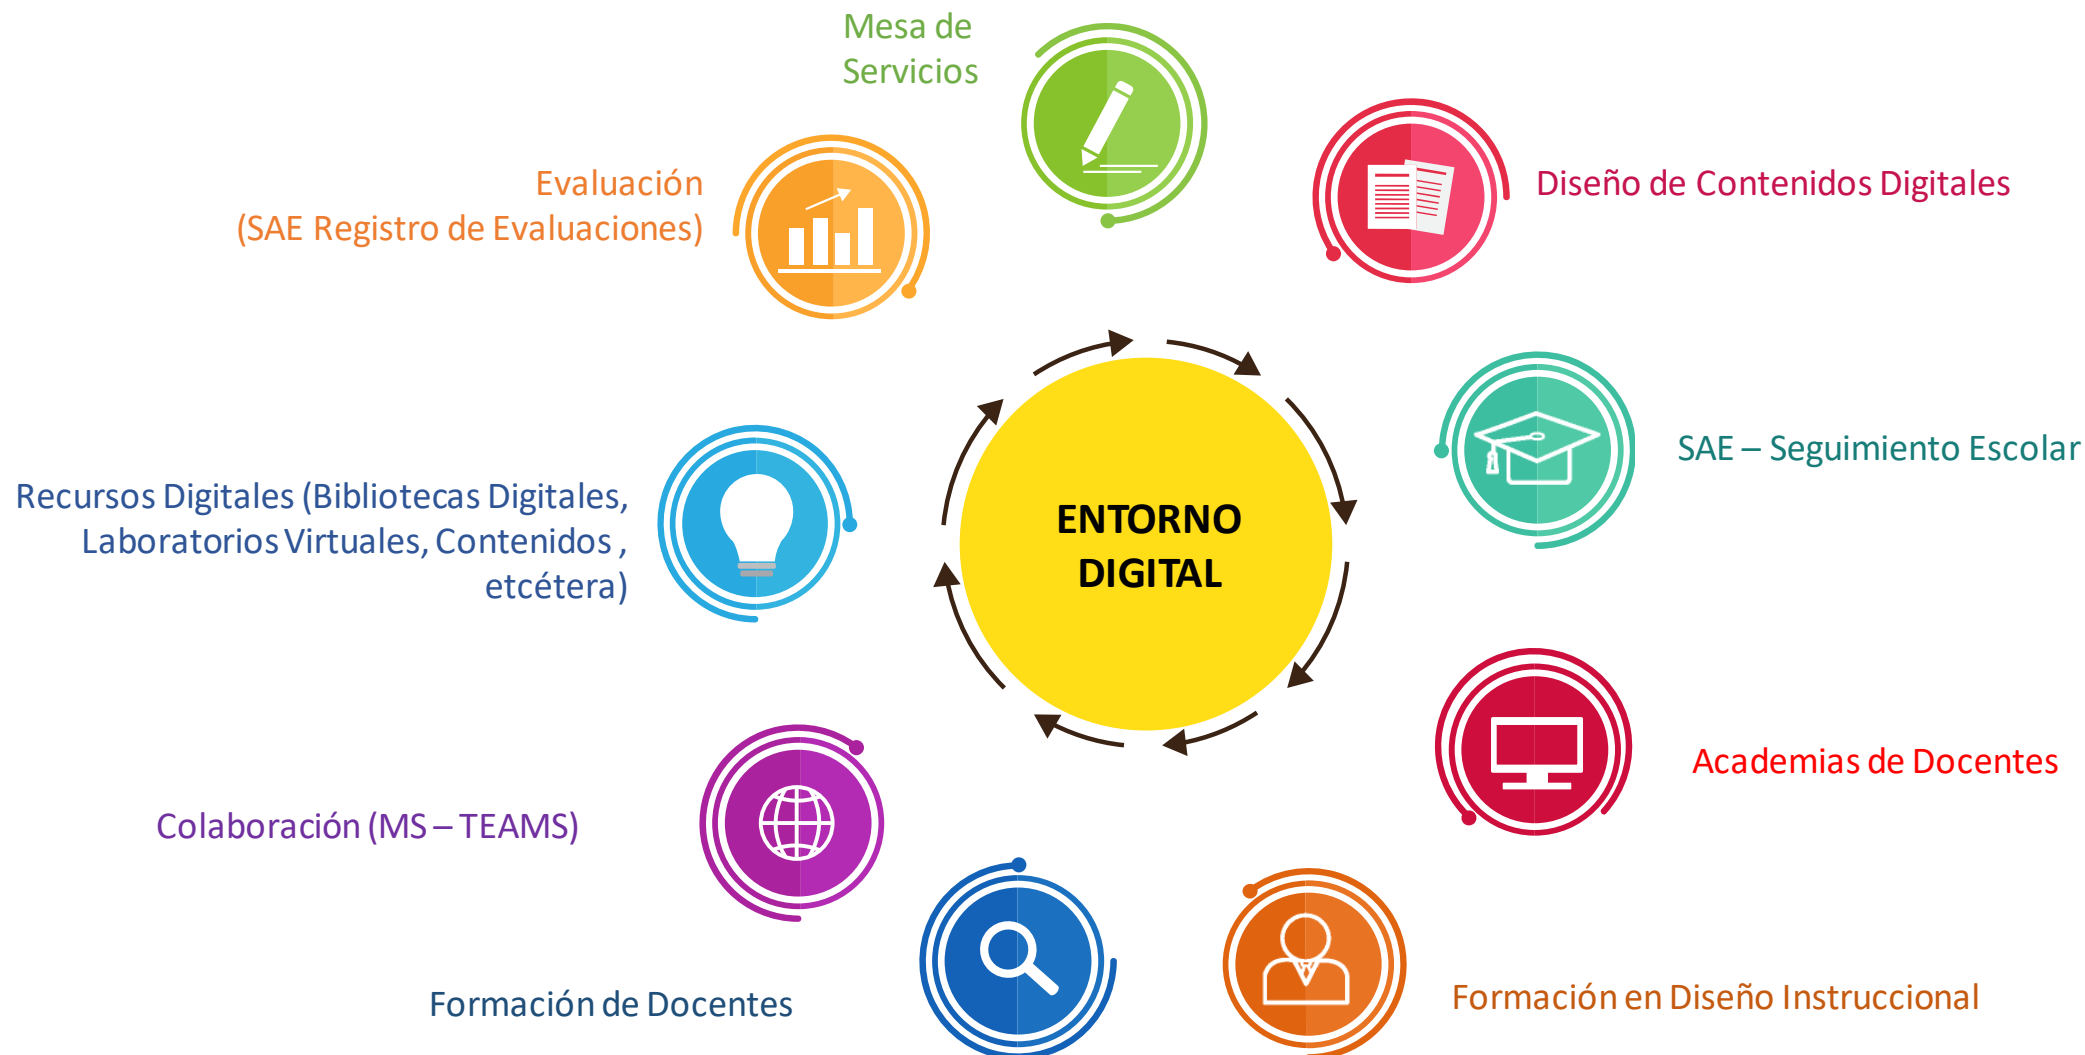 Mesa de
Servicios
Evaluación
(SAE Registro de Evaluaciones)
Diseño de Contenidos Digitales
SAE – Seguimiento Escolar
Recursos Digitales (Bibliotecas Digitales,
Laboratorios Virtuales, Contenidos ,
etcétera)
ENTORNO
DIGITAL
Academias de Docentes
Colaboración (MS – TEAMS)
Formación de Docentes
Formación en Diseño Instruccional